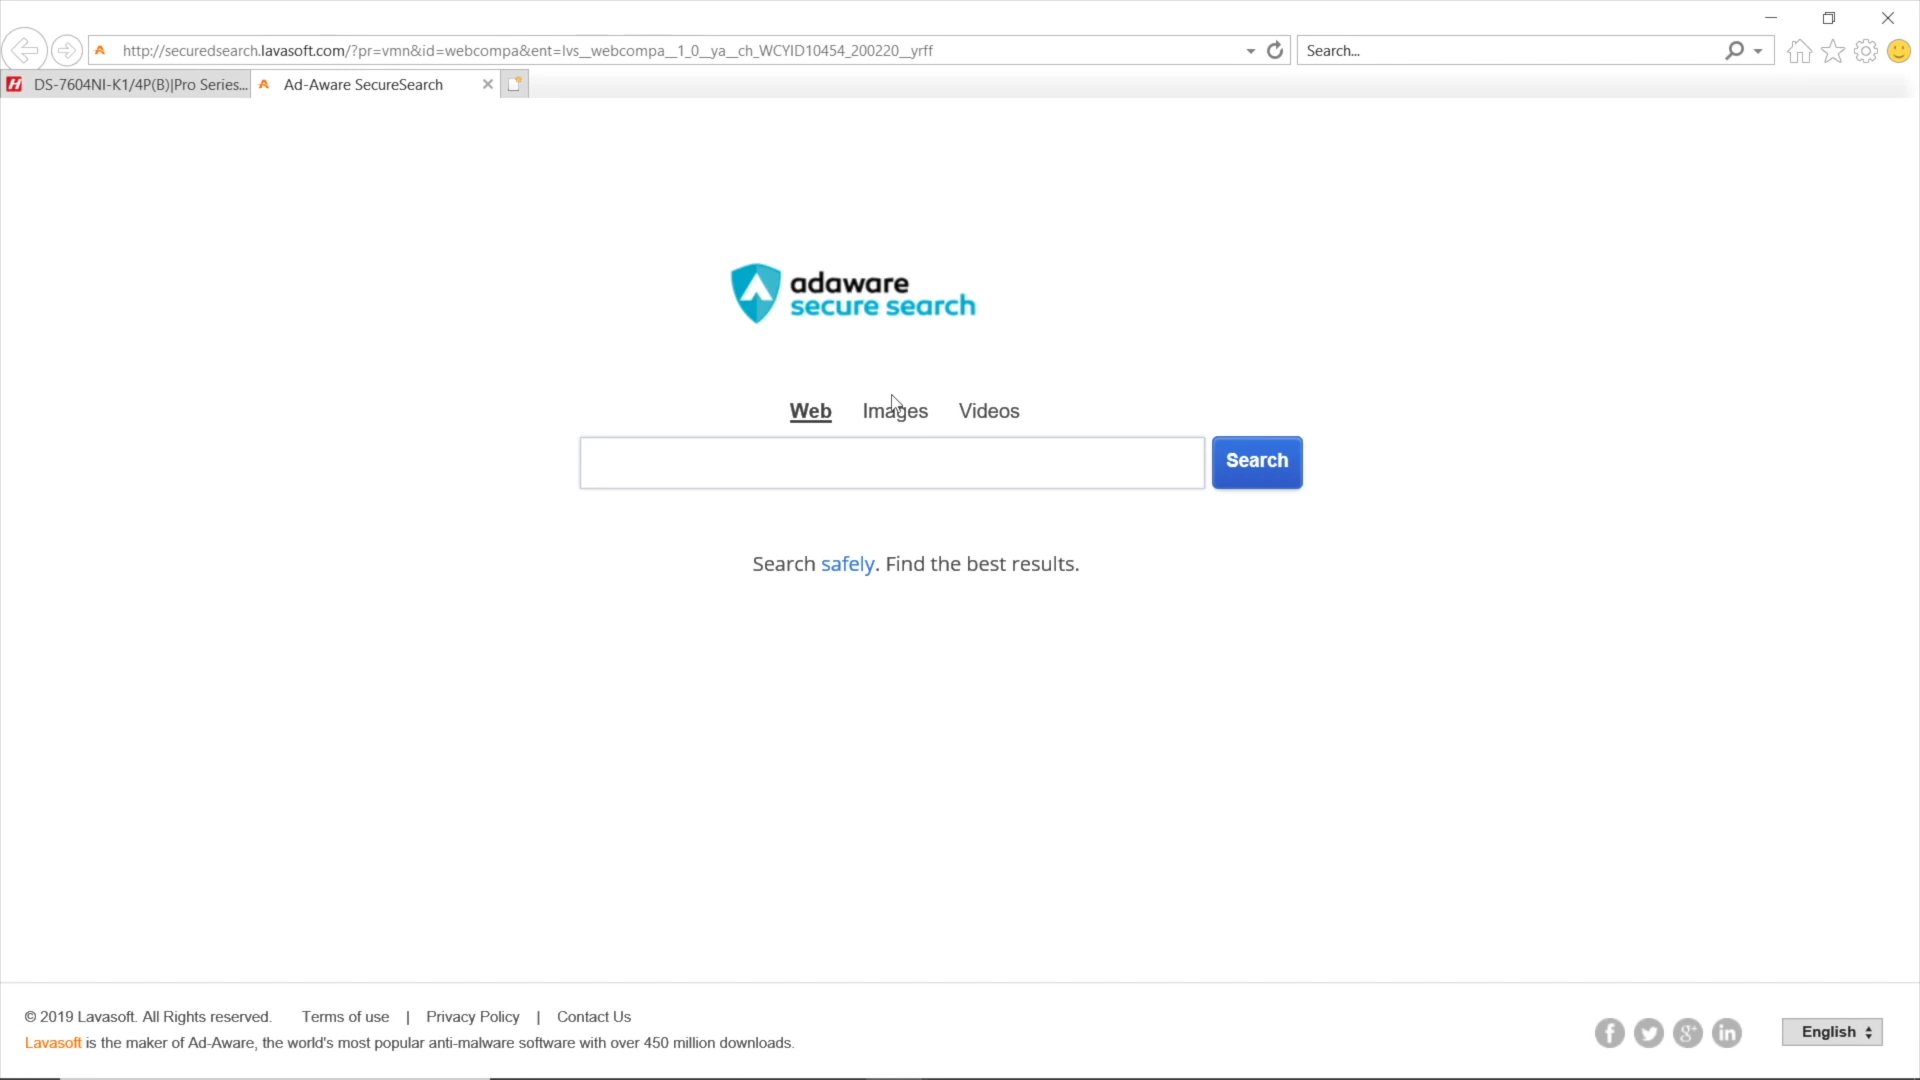 http://securedsearch.lavasoft.com/?pr=vmn&id=webcompa&ent=lvs__webcompa__1_0__ya__ch_WCYID10454_200220__yrff
Search...
DS-7604NI-K1/4P(B)|Pro Series...
Ad-Aware SecureSearch
adaware
secure search
Web Images Videos
Search
Search safely. Find the best results.
© 2019 Lavasoft. All Rights reserved. Terms of use | Privacy Policy | Contact Us
Lavasoft is the maker of Ad-Aware, the world's most popular anti-malware software with over 450 million downloads.
English